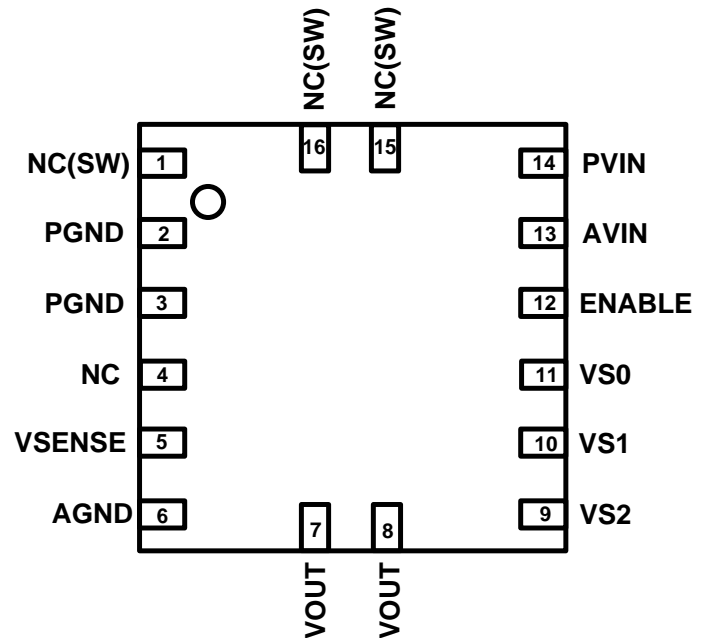 NC(SW)
NC(SW)
16
15
NC(SW)
1
14
PVIN
PGND
2
13
AVIN
PGND
3
12
ENABLE
NC
4
11
VS0
VSENSE
5
10
VS1
AGND
6
9
VS2
7
8
VOUT
VOUT